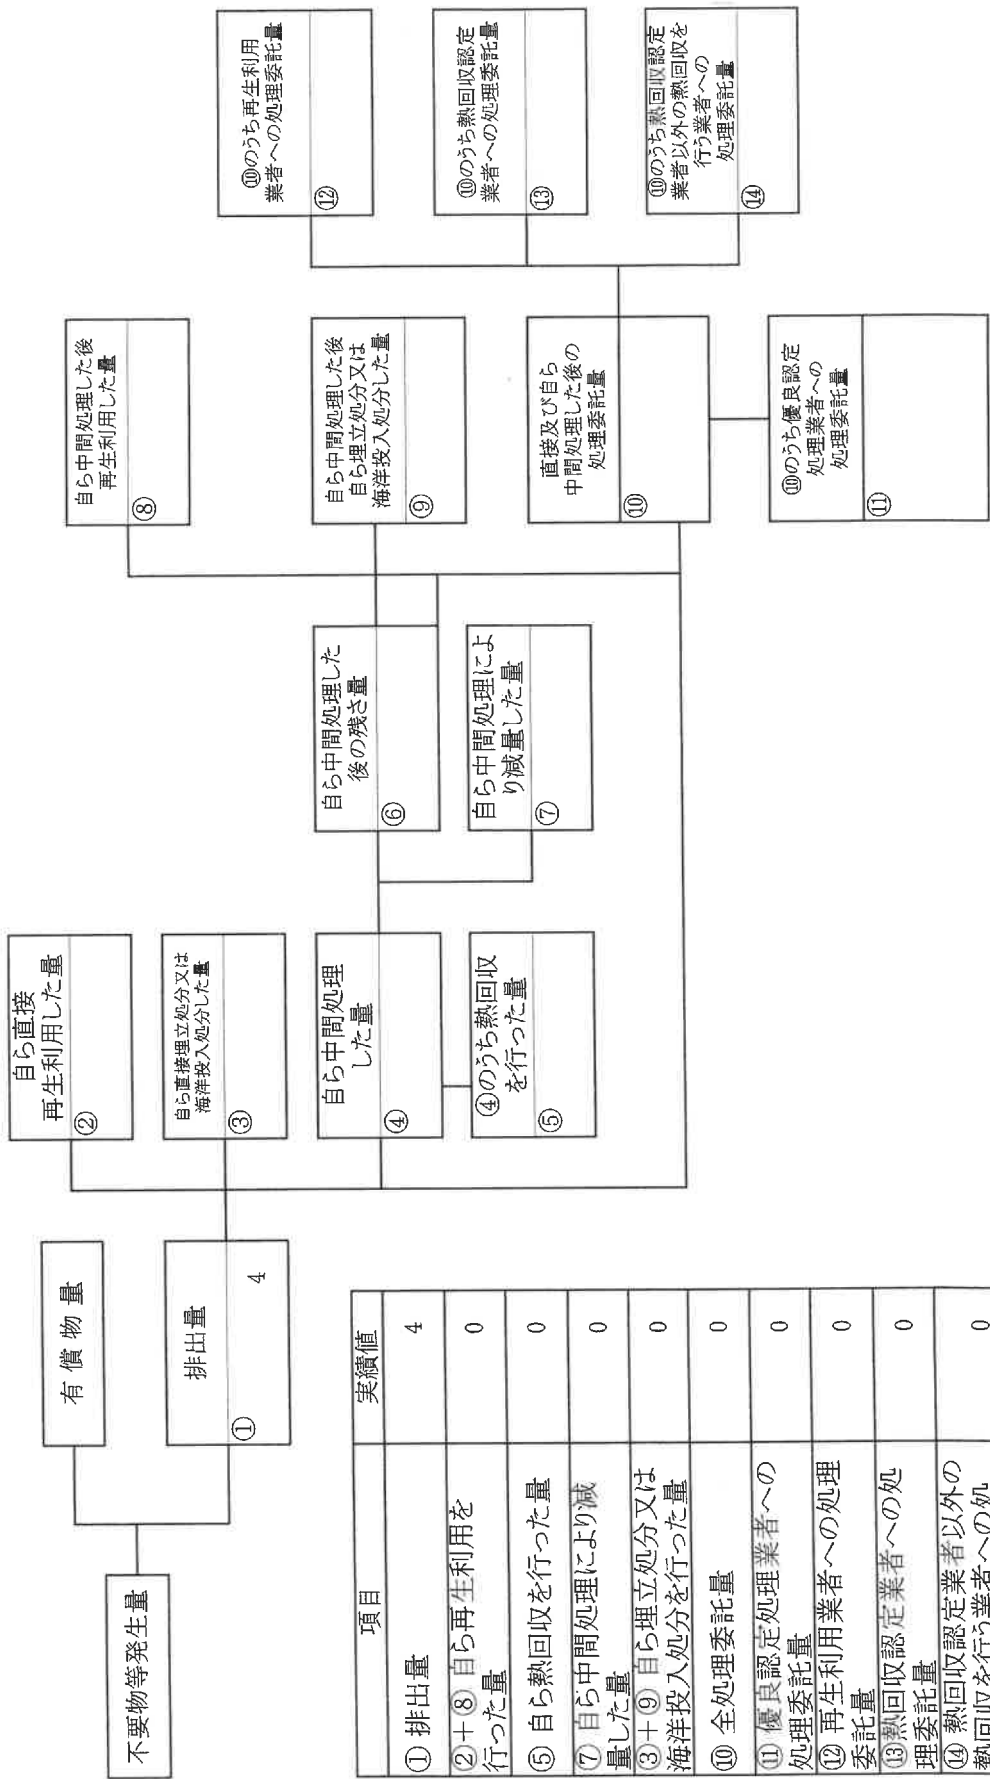 不要物等発生量
有償物量
排出量
①
4
自ら直接
再生利用した量
②
自ら直接埋立処分又は
海洋投入処分した量
③
自ら中間処理
した量
④
④のうち熱回収
を行った量
⑤
自ら中間処理した
後の残さ量
⑥
自ら中間処理によ
り減量した量
⑦
自ら中間処理した後
再生利用した量
⑧
自ら中間処理した後
自ら埋立処分又は
海洋投入処分した量
⑨
直接及び自ら
中間処理した後の
処理委託量
⑩
⑩のうち優良認定
処理業者への
処理委託量
⑪
⑩のうち再生利用
業者への処理委託量
⑫
⑩のうち熱回収認定
業者への処理委託量
⑬
⑩のうち熱回収認定
業者以外の熱回収を
行う業者への
処理委託量
⑭
項目 実績値
①排出量 4
②+⑧自ら再生利用を
行った量 0
⑤自ら熱回収を行った量 0
⑦自ら中間処理により減
量した量 0
③+⑨自ら埋立処分又は
海洋投入処分を行った量 0
⑩全処理委託量 0
⑪優良認定処理業者への
処理委託量 0
⑫再生利用業者への処理
委託量 0
⑬熱回収認定業者への処
理委託量 0
⑭熱回収認定業者以外の
熱回収を行う業者への処 0